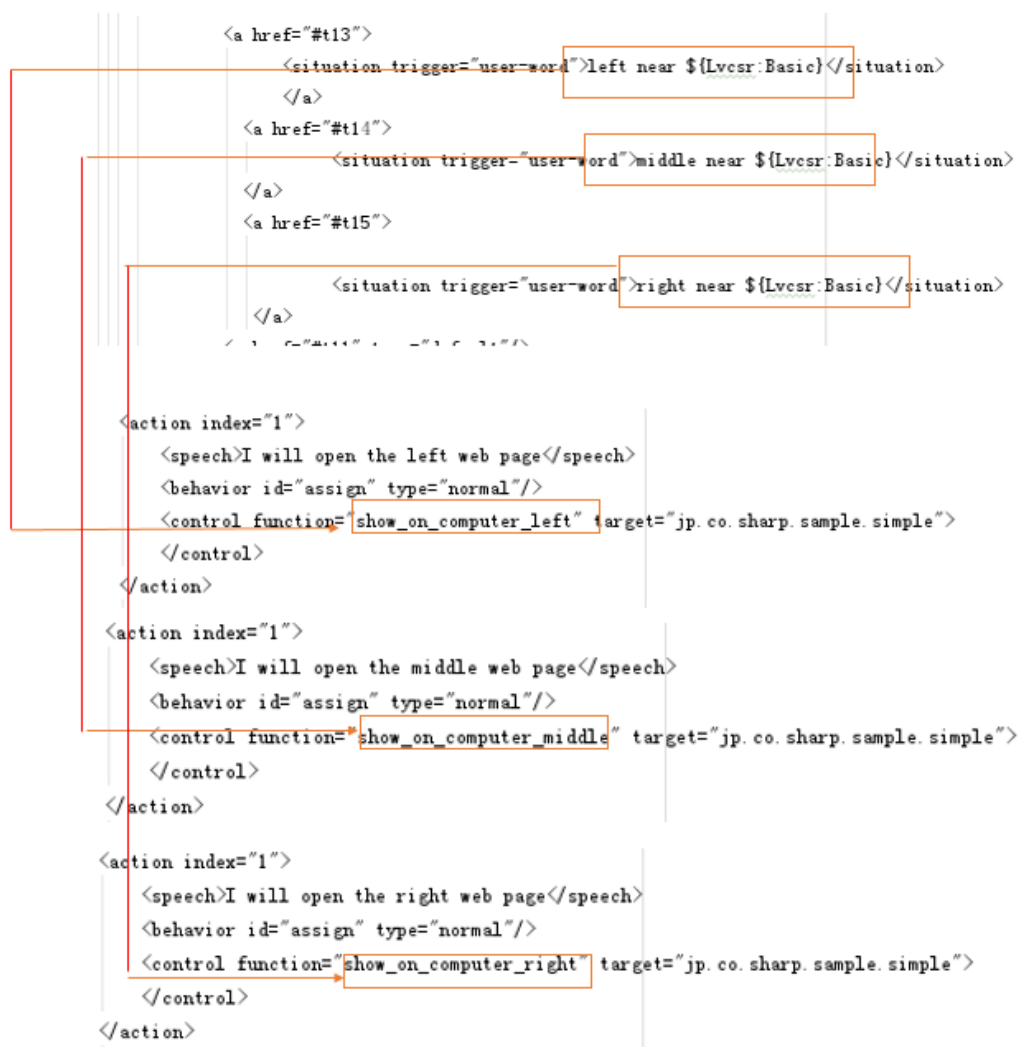 <a href="#t13">
<situation trigger="user-word">left near ${Lvcsr:Basic}</situation>
</a>
<a href="#t14">
<situation trigger="user-word">middle near ${Lvcsr:Basic}</situation>
</a>
<a href="#t15">
<situation trigger="user-word">right near ${Lvcsr:Basic}</situation>
</a>
<action index="1">
<speech>I will open the left web page</speech>
<behavior id="assign" type="normal"/>
<control function="show_on_computer_left" target="jp.co.sharp.sample.simple">
</control>
</action>
<action index="1">
<speech>I will open the middle web page</speech>
<behavior id="assign" type="normal"/>
<control function="show_on_computer_middle" target="jp.co.sharp.sample.simple">
</control>
</action>
<action index="1">
<speech>I will open the right web page</speech>
<behavior id="assign" type="normal"/>
<control function="show_on_computer_right" target="jp.co.sharp.sample.simple">
</control>
</action>